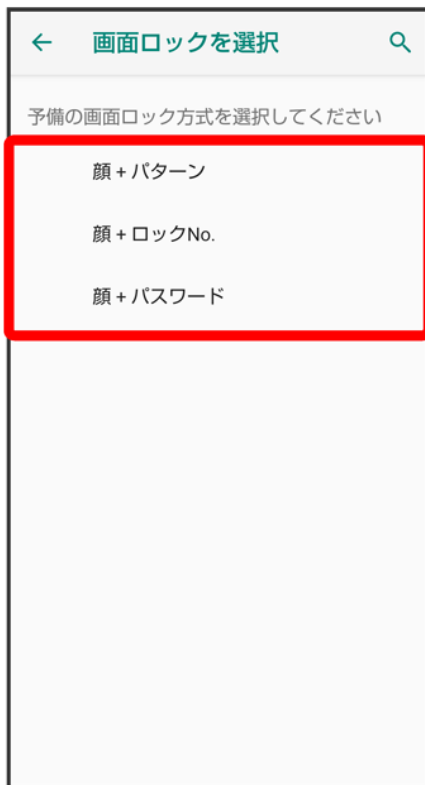 画面ロックを選択
予備の画面ロック方式を選択してください
顔 + パターン
顔 + ロックNo.
顔 + パスワード